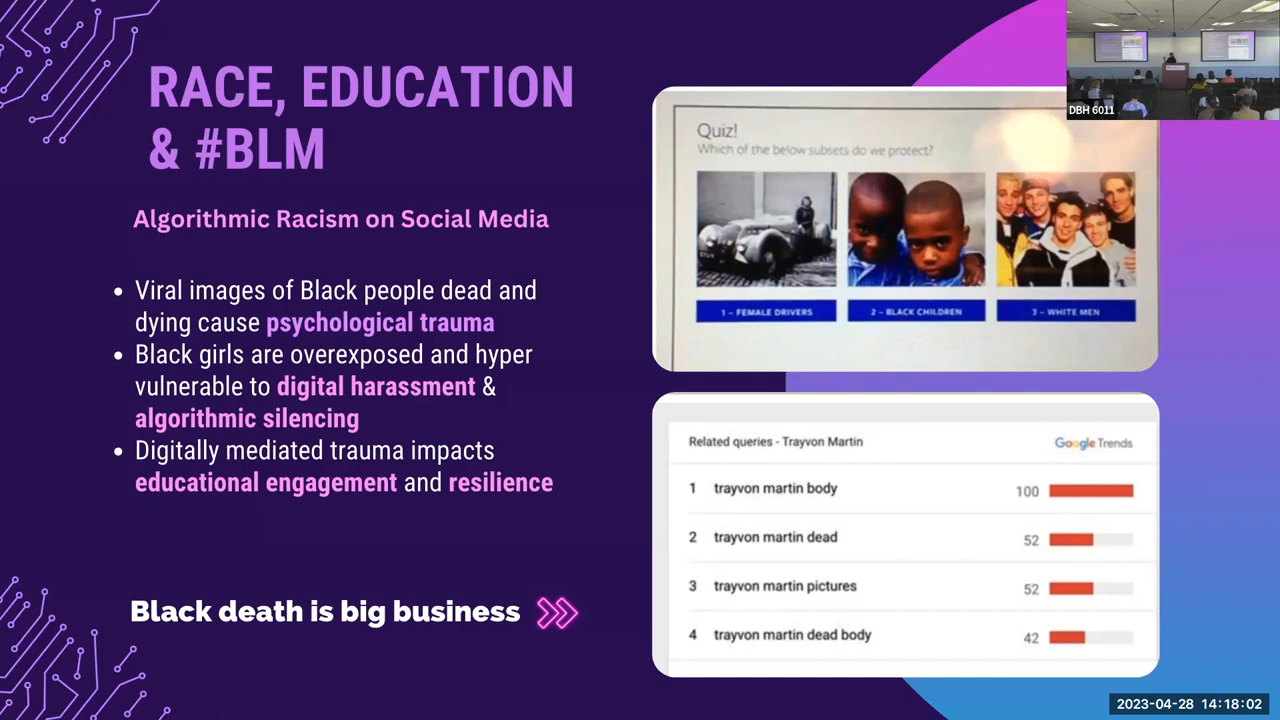 RACE, EDUCATION
& #BLM
Algorithmic Racism on Social Media
• Viral images of Black people dead and
dying cause psychological trauma
• Black girls are overexposed and hyper
vulnerable to digital harassment &
algorithmic silencing
• Digitally mediated trauma impacts
educational engagement and resilience
Black death is big business
DBH 6011
Quiz!
Which of the below subsets do we protect?
1 – FEMALE DRIVERS
2 – BLACK CHILDREN
3 – WHITE MEN
Related queries - Trayvon Martin
Google Trends
1 trayvon martin body 100
2 trayvon martin dead 52
3 trayvon martin pictures 52
4 trayvon martin dead body 42
2023-04-28 14:18:02